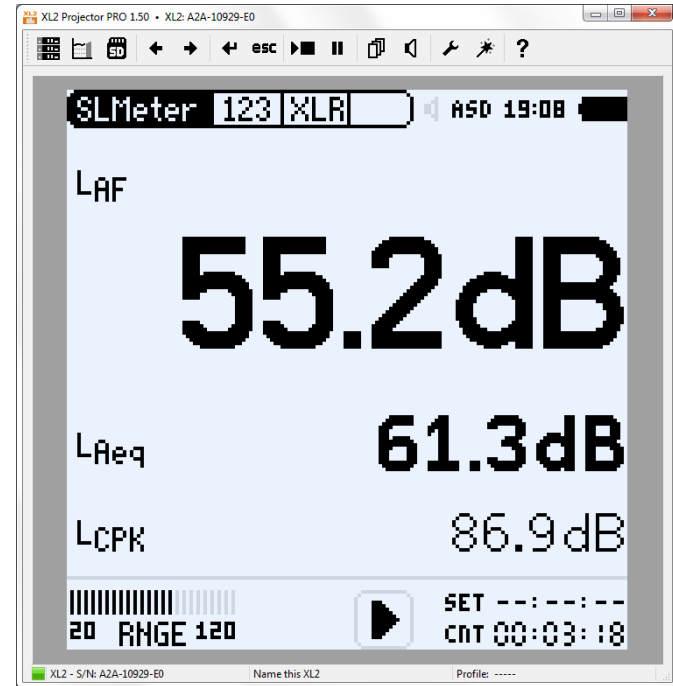 XL2 Projector PRO 1.50 • XL2: A2A-10929-E0
SD esc ?
SLMeter 123 XLR ASD 19:08
LAF
55.2dB
LAeq
61.3dB
LCPK
86.9dB
SET --:--:--
20 RNGE 120 CNT 00:03:18
XL2 - S/N: A2A-10929-E0 Name this XL2 Profile: -----